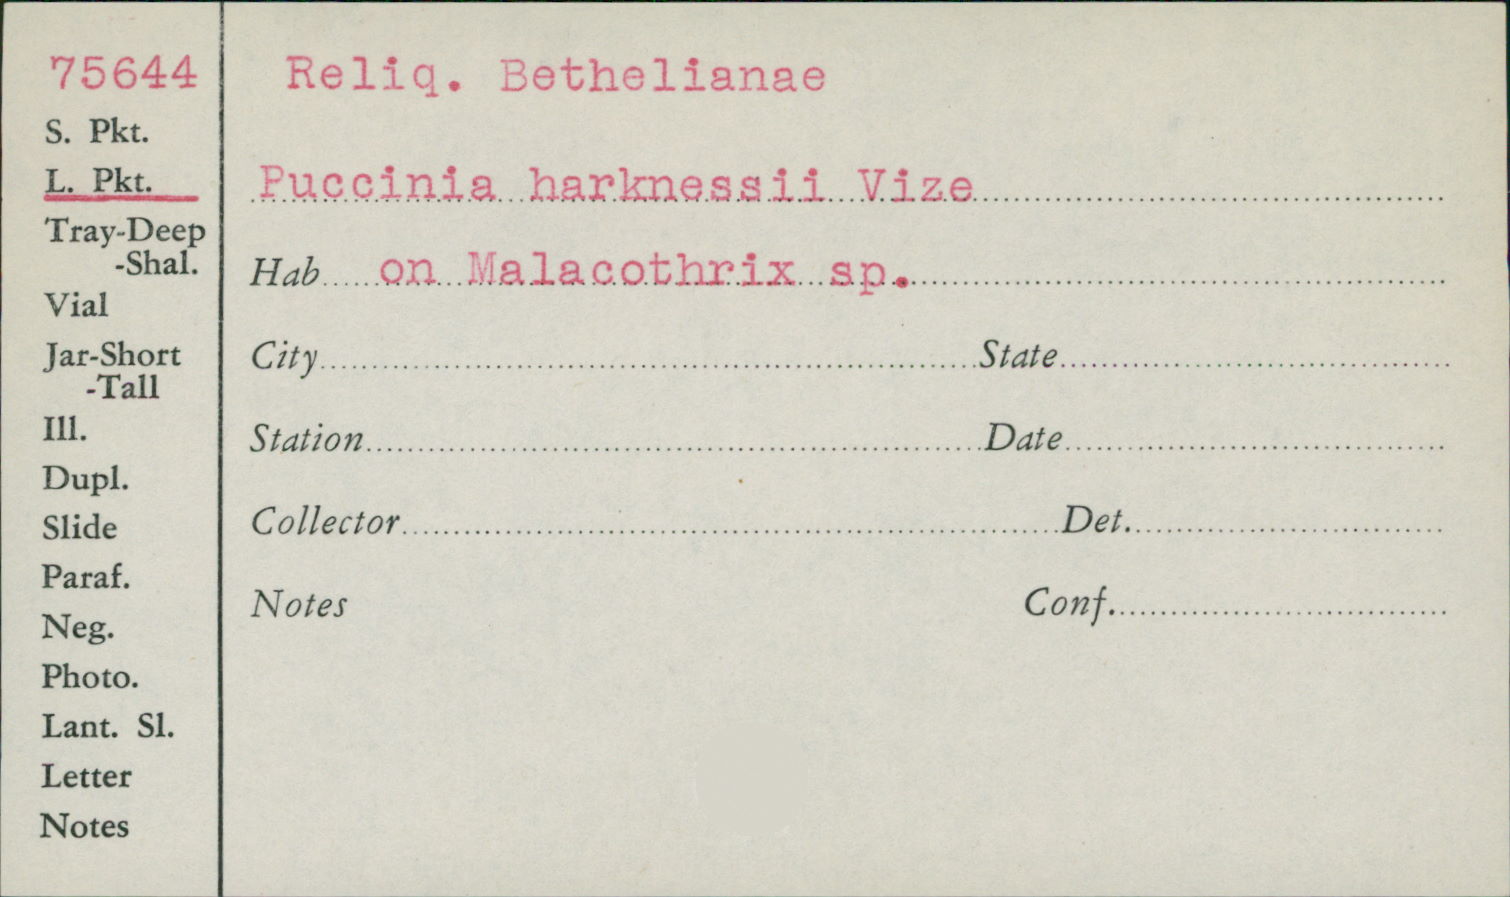 75644
S. Pkt.
L. Pkt.
Tray-Deep
-Shal.
Vial
Jar-Short
-Tall
Ill.
Dupl.
Slide
Paraf.
Neg.
Photo.
Lant. Sl.
Letter
Notes
Reliq. Bethelianae
Puccinia harknessii Vize
Hab on Malacothrix sp.
City State
Station Date
Collector Det.
Notes Conf.